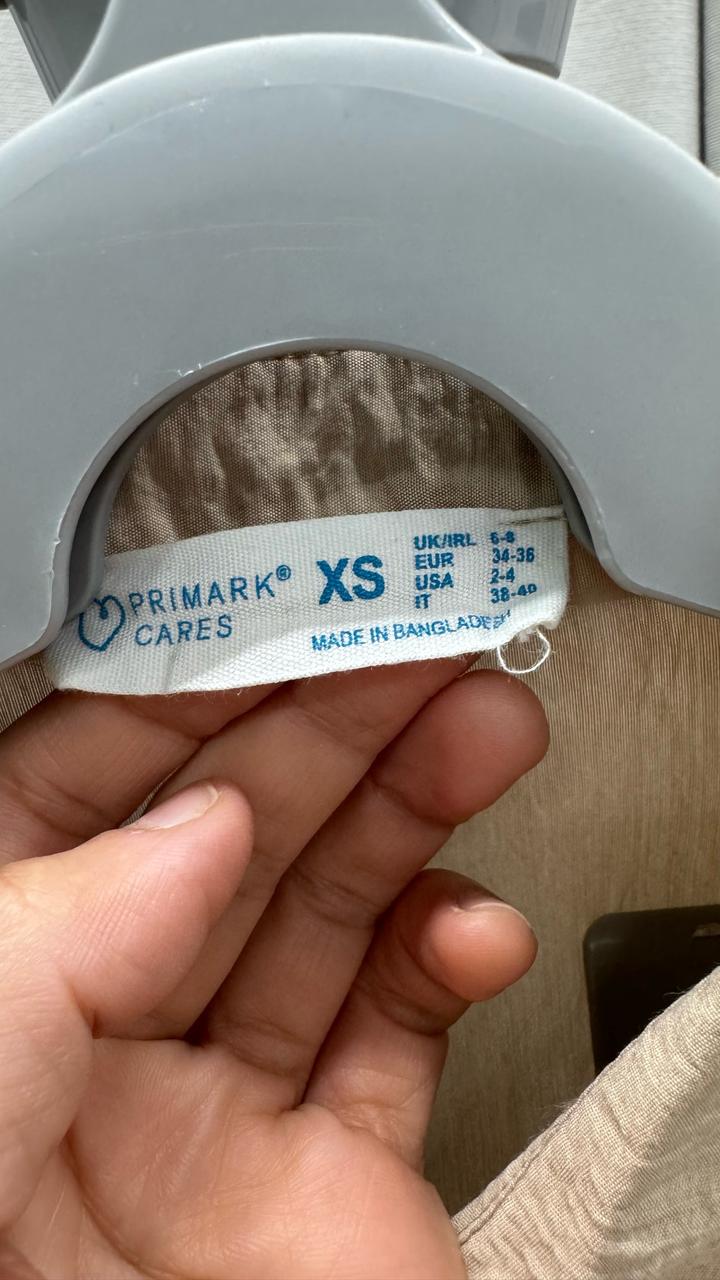 PRIMARK®
CARES
XS
UK/IRL 6-8
EUR 34-36
USA 2-4
IT 38-40
MADE IN BANGLADESH